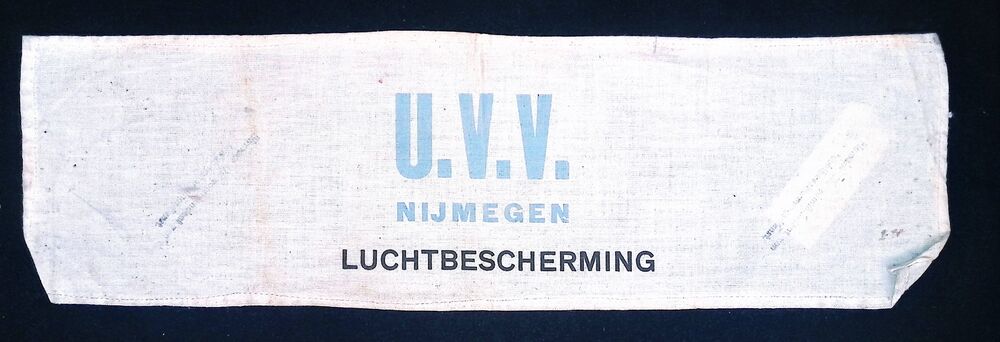 U.V.V.
NIJMEGEN
LUCHTBESCHERMING